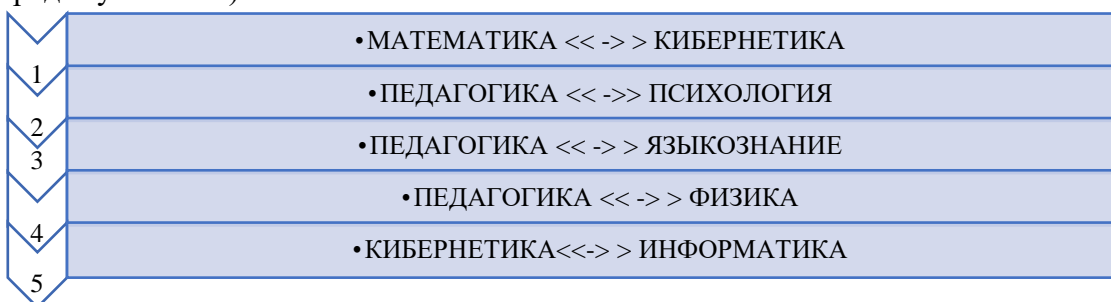 1
•МАТЕМАТИКА << -> > КИБЕРНЕТИКА
2
•ПЕДАГОГИКА << ->> ПСИХОЛОГИЯ
3
•ПЕДАГОГИКА << -> > ЯЗЫКОЗНАНИЕ
4
•ПЕДАГОГИКА << -> > ФИЗИКА
5
•КИБЕРНЕТИКА<<-> > ИНФОРМАТИКА